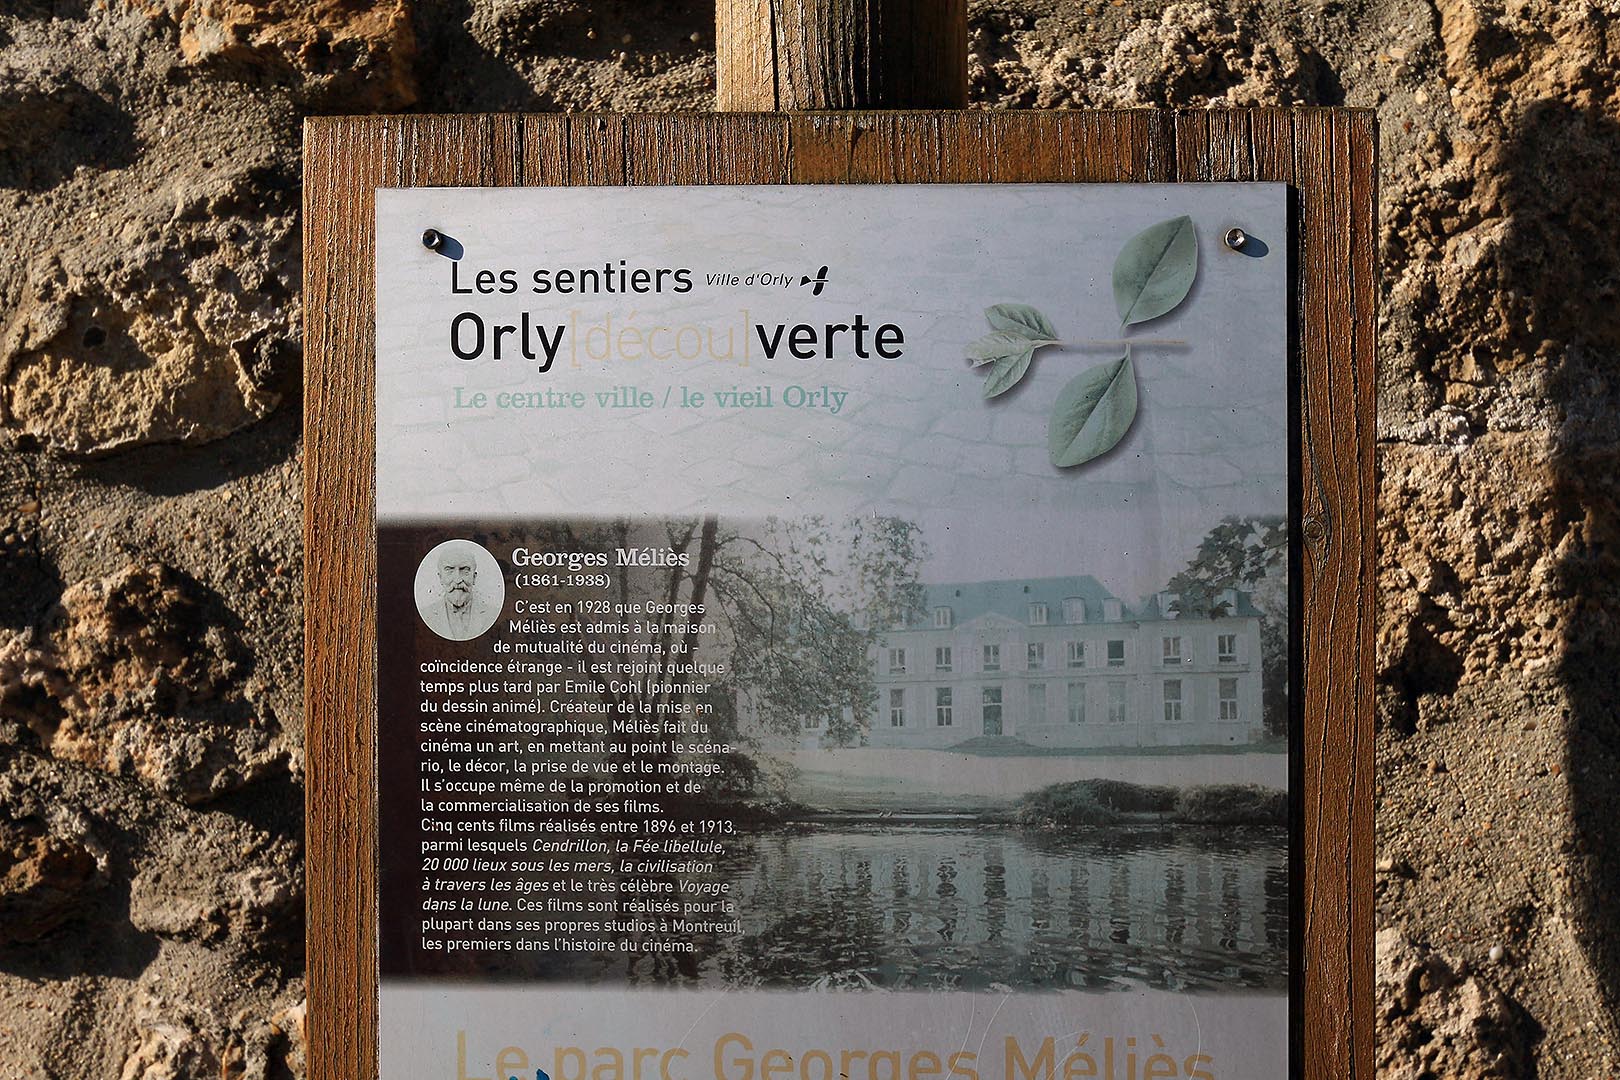 Les sentiers Ville d'Orly
Orly[décou]verte
Le centre ville / le vieil Orly
Georges Méliès
(1861-1938)
C'est en 1928 que Georges
Méliès est admis à la maison
de mutualité du cinéma, où -
coïncidence étrange - il est rejoint quelque
temps plus tard par Emile Cohl (pionnier
du dessin animé). Créateur de la mise en
scène cinématographique, Méliès fait du
cinéma un art, en mettant au point le scéna-
rio, le décor, la prise de vue et le montage.
Il s'occupe même de la promotion et de
la commercialisation de ses films.
Cinq cents films réalisés entre 1896 et 1913,
parmi lesquels Cendrillon, la Fée libellule,
20 000 lieux sous les mers, la civilisation
à travers les âges et le très célèbre Voyage
dans la lune. Ces films sont réalisés pour la
plupart dans ses propres studios à Montreuil,
les premiers dans l'histoire du cinéma.
Le parc Georges Méliès